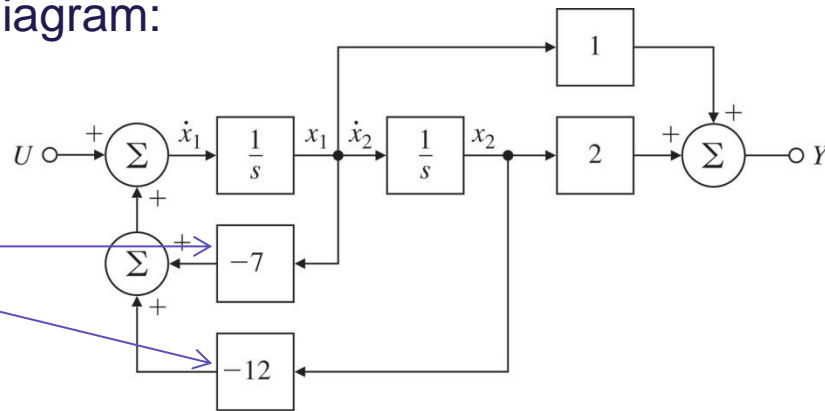 iagram:
1
U + Σ ẋ₁ 1/s x₁ ẋ₂ 1/s x₂ 2 + + Σ Y
+
Σ + −7
+
−12